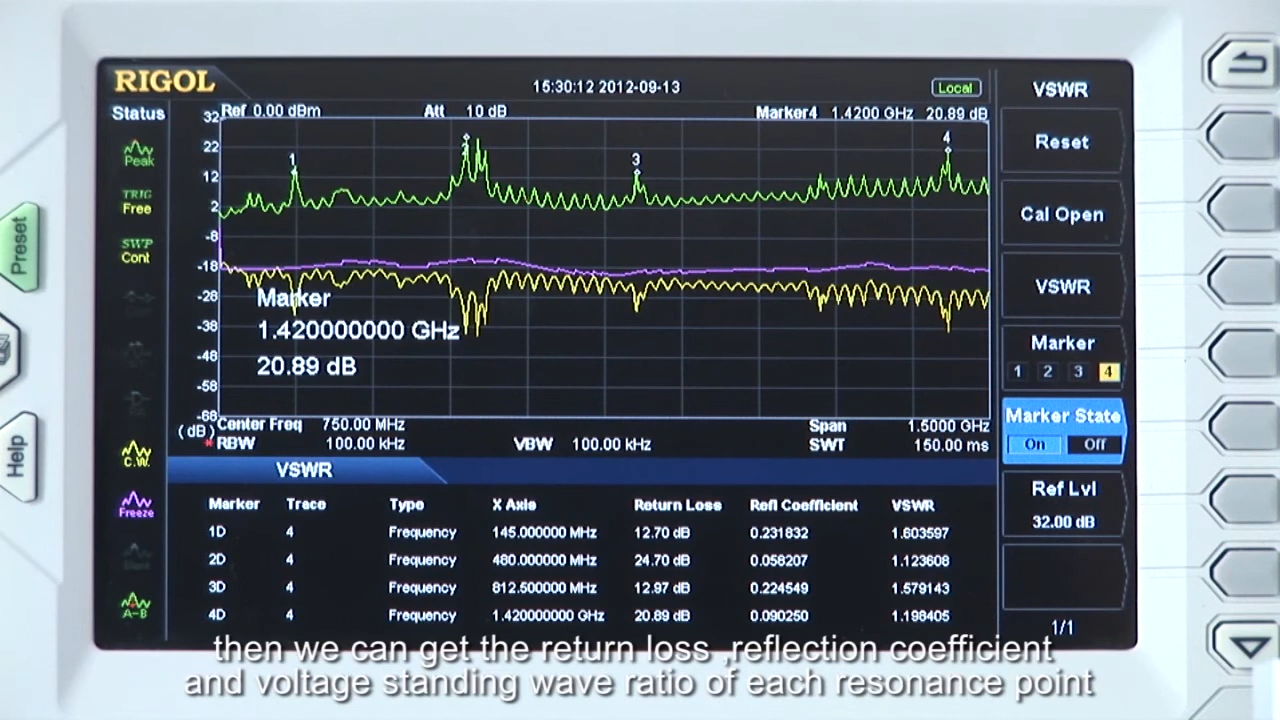 RIGOL
15:30:12 2012-09-13
Local
VSWR
Status
Ref 0.00 dBm
Att 10 dB
Marker4 1.4200 GHz 20.89 dB
Peak
TRIG
Free
SWP
Cont
C.W.
Freeze
A-B
32
22
12
2
-8
-18
-28
-38
-48
-58
-68
(dB)
1
3
4
Marker
1.420000000 GHz
20.89 dB
Center Freq 750.00 MHz
Span 1.5000 GHz
*RBW 100.00 kHz
VBW 100.00 kHz
SWT 150.00 ms
VSWR
Marker Trace Type X Axis Return Loss Refl Coefficient VSWR
1D 4 Frequency 145.000000 MHz 12.70 dB 0.231832 1.603597
2D 4 Frequency 480.000000 MHz 24.70 dB 0.058207 1.123608
3D 4 Frequency 812.500000 MHz 12.97 dB 0.224549 1.579143
4D 4 Frequency 1.420000000 GHz 20.89 dB 0.090250 1.198405
Reset
Cal Open
VSWR
Marker
1 2 3 4
Marker State
On Off
Ref Lvl
32.00 dB
1/1
Preset
Help
then we can get the return loss ,reflection coefficient
and voltage standing wave ratio of each resonance point